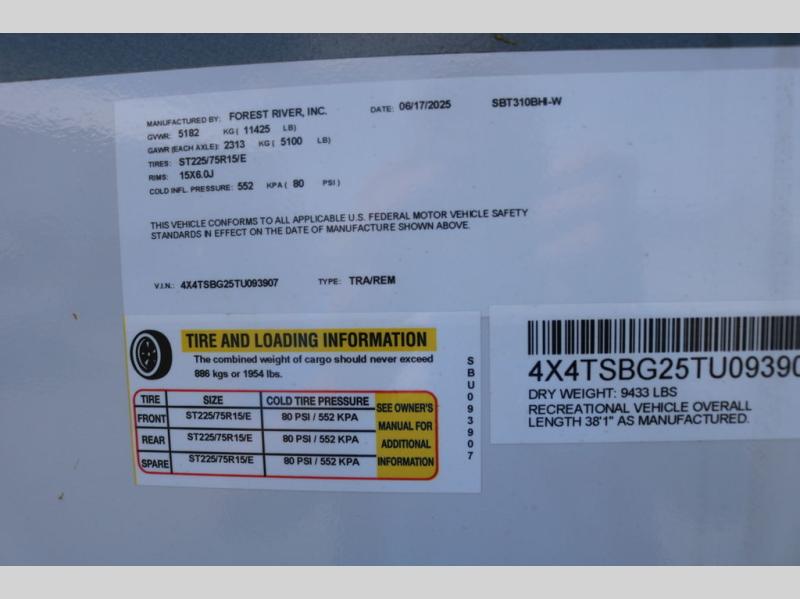 MANUFACTURED BY: FOREST RIVER, INC. DATE: 06/17/2025 SBT310BHI-W
GVWR: 5182 KG( 11425 LB)
GAWR (EACH AXLE): 2313 KG ( 5100 LB)
TIRES: ST225/75R15/E
RIMS: 15X6.0J
COLD INFL. PRESSURE: 552 KPA ( 80 PSI )
THIS VEHICLE CONFORMS TO ALL APPLICABLE U.S. FEDERAL MOTOR VEHICLE SAFETY
STANDARDS IN EFFECT ON THE DATE OF MANUFACTURE SHOWN ABOVE.
V.I.N.: 4X4TSBG25TU093907 TYPE: TRA/REM
TIRE AND LOADING INFORMATION
The combined weight of cargo should never exceed
886 kgs or 1954 lbs.
TIRE SIZE COLD TIRE PRESSURE
FRONT ST225/75R15/E 80 PSI / 552 KPA
REAR ST225/75R15/E 80 PSI / 552 KPA
SPARE ST225/75R15/E 80 PSI / 552 KPA
SEE OWNER'S
MANUAL FOR
ADDITIONAL
INFORMATION
SBU093907
4X4TSBG25TU09390
DRY WEIGHT: 9433 LBS
RECREATIONAL VEHICLE OVERALL
LENGTH 38'1" AS MANUFACTURED.